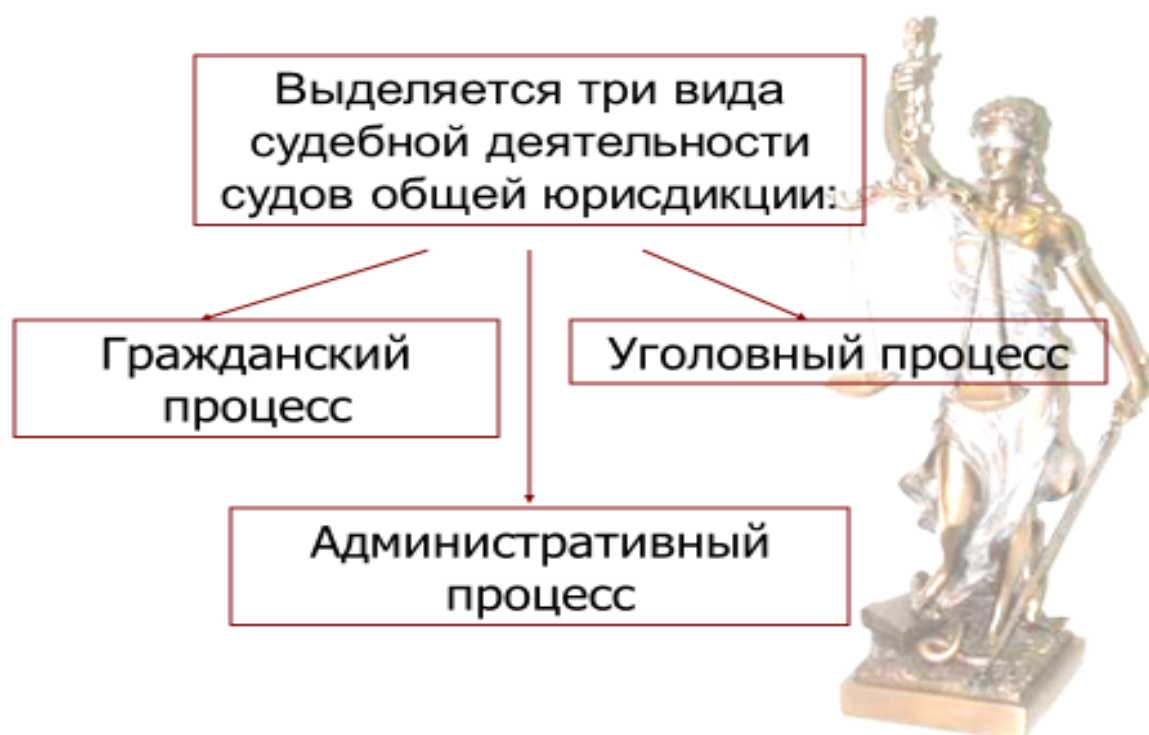 Выделяется три вида
судебной деятельности
судов общей юрисдикции:
Гражданский
процесс
Уголовный процесс
Административный
процесс